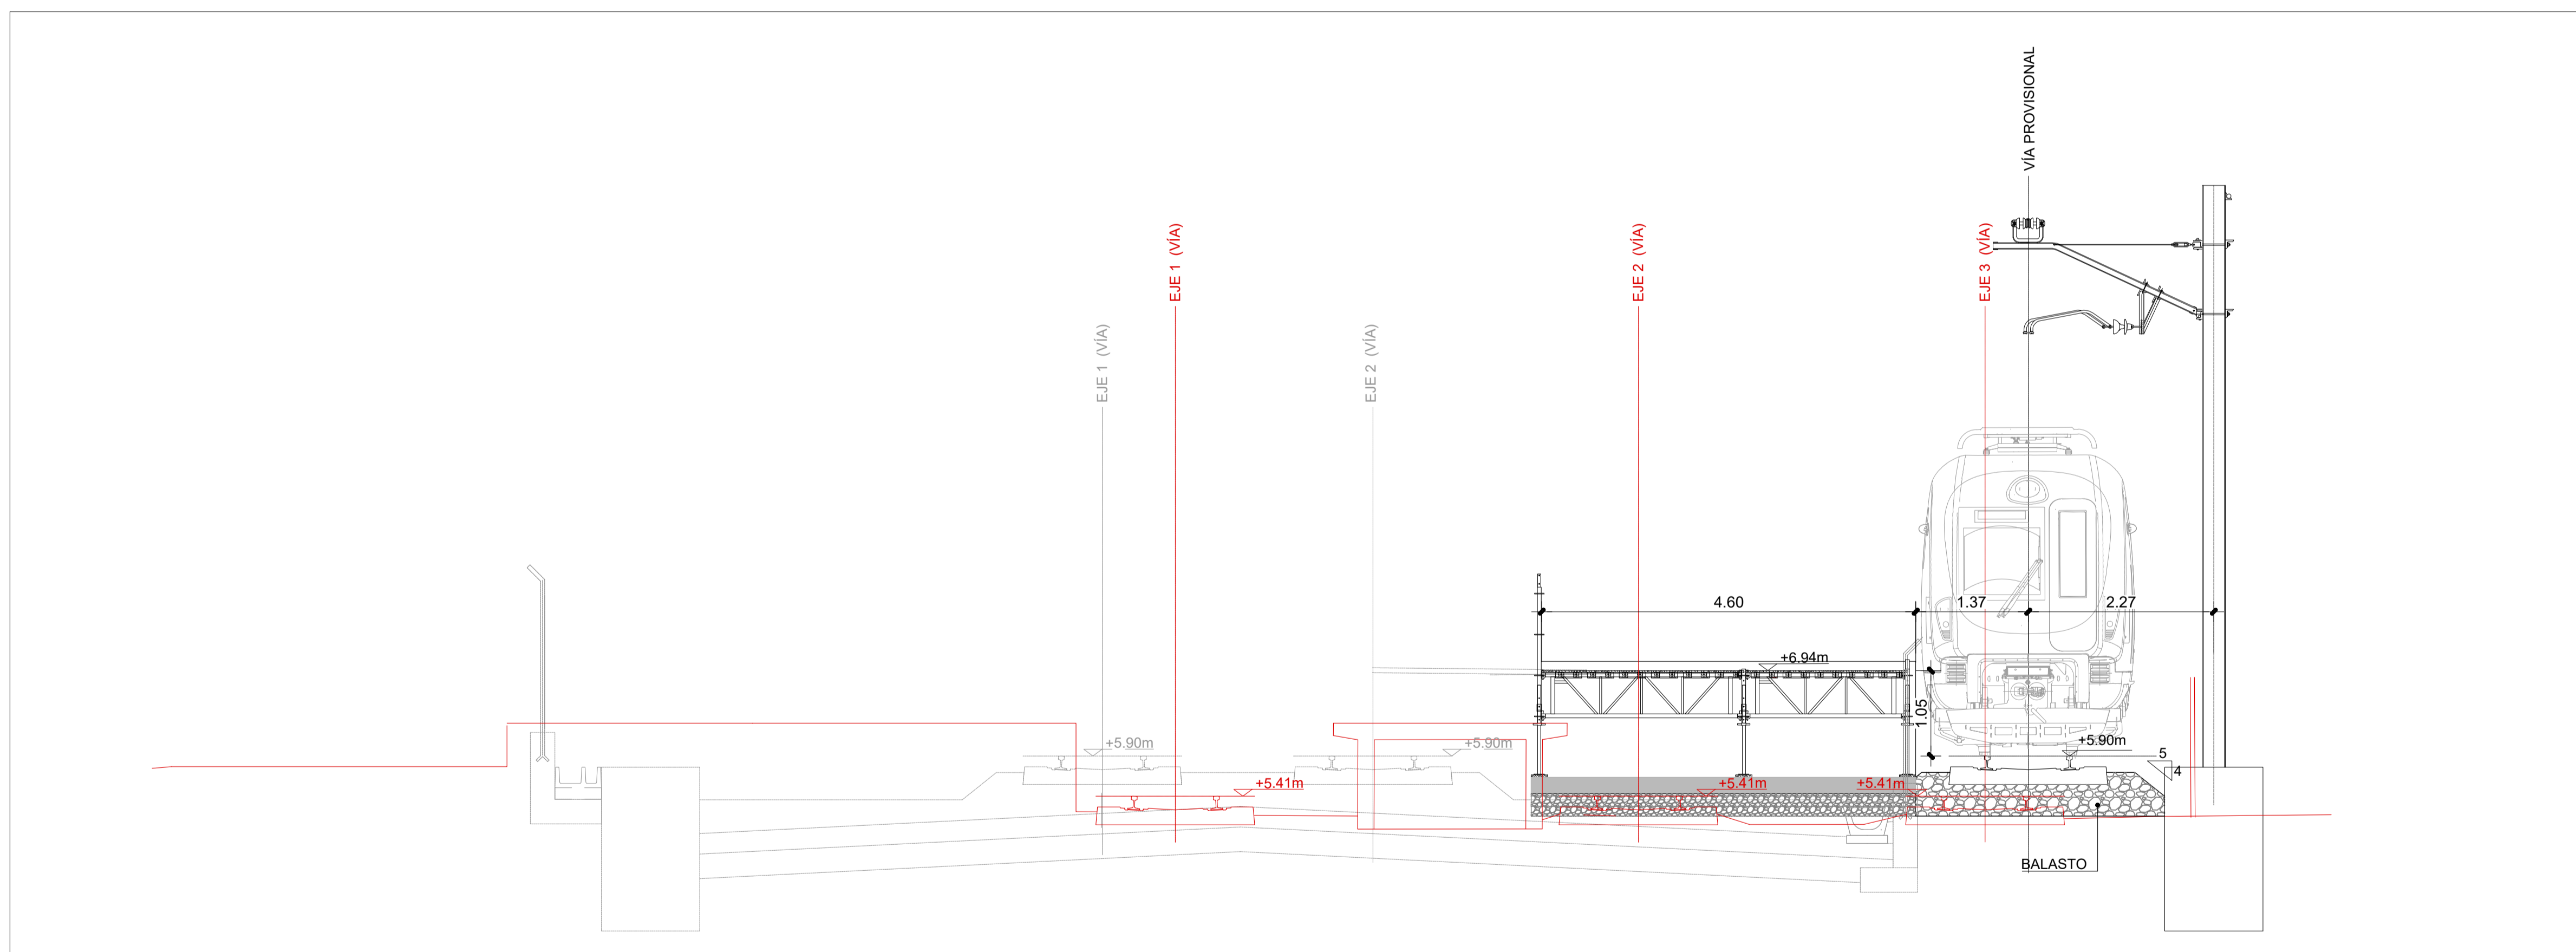 VÍA PROVISIONAL
EJE 1 (VÍA)
EJE 2 (VÍA)
EJE 3 (VÍA)
EJE 1 (VÍA)
EJE 2 (VÍA)
4.60
1.37
2.27
+6.94m
1.05
+5.90m
+5.90m
+5.90m
5
4
+5.41m
+5.41m
+5.41m
BALASTO